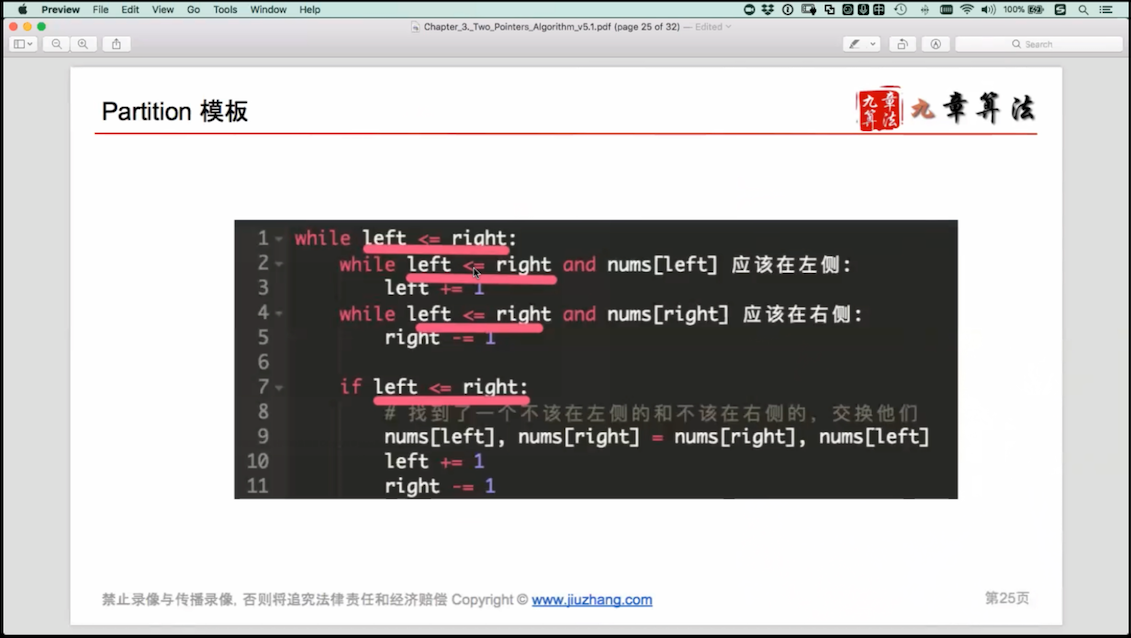 Preview File Edit View Go Tools Window Help 100%
Chapter_3._Two_Pointers_Algorithm_v5.1.pdf (page 25 of 32) — Edited
Search
Partition 模板
九章算法 九章算法
1 while left <= right:
2 while left <= right and nums[left] 应该在左侧:
3 left += 1
4 while left <= right and nums[right] 应该在右侧:
5 right -= 1
6
7 if left <= right:
8 # 找到了一个不该在左侧的和不该在右侧的，交换他们
9 nums[left], nums[right] = nums[right], nums[left]
10 left += 1
11 right -= 1
禁止录像与传播录像, 否则将追究法律责任和经济赔偿 Copyright © www.jiuzhang.com
第25页